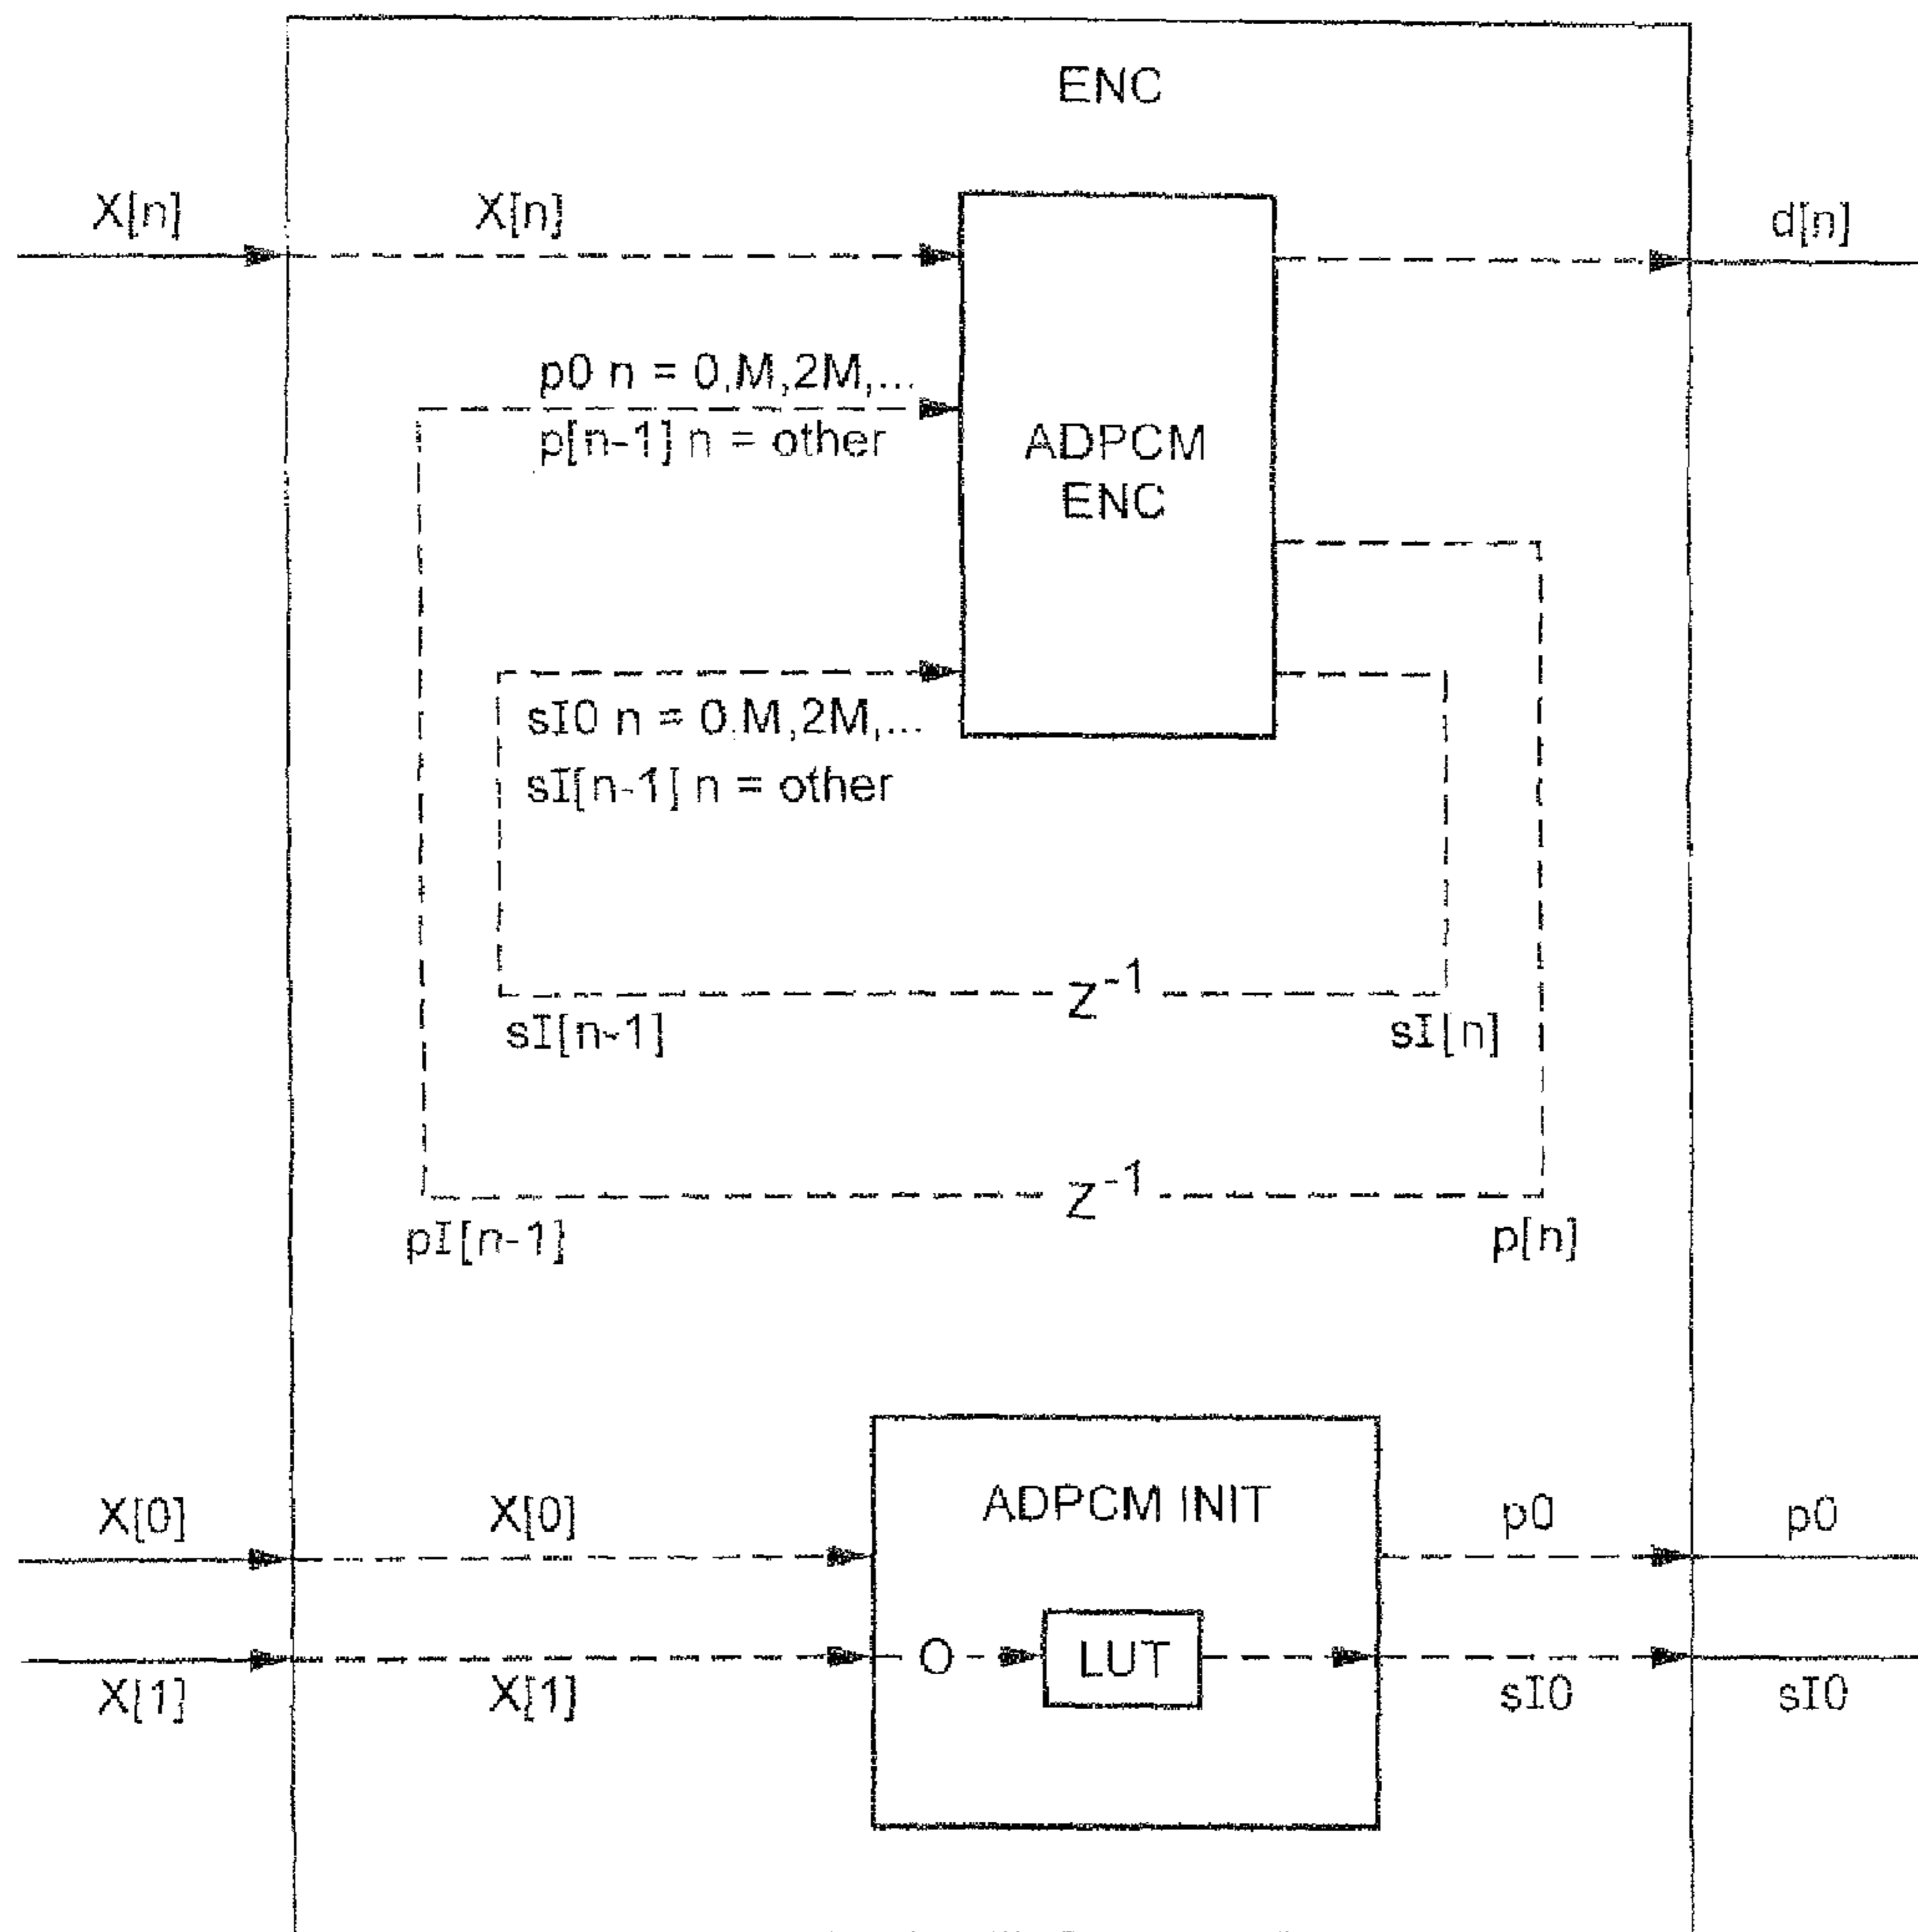 ENC
X[n]
X[n]
d[n]
p0 n = 0,M,2M,...
p[n-1] n = other
ADPCM
ENC
sI0 n = 0,M,2M,...
sI[n-1] n = other
Z⁻¹
sI[n-1]
sI[n]
Z⁻¹
pI[n-1]
p[n]
ADPCM INIT
X[0]
X[0]
p0
p0
O
LUT
X[1]
X[1]
sI0
sI0